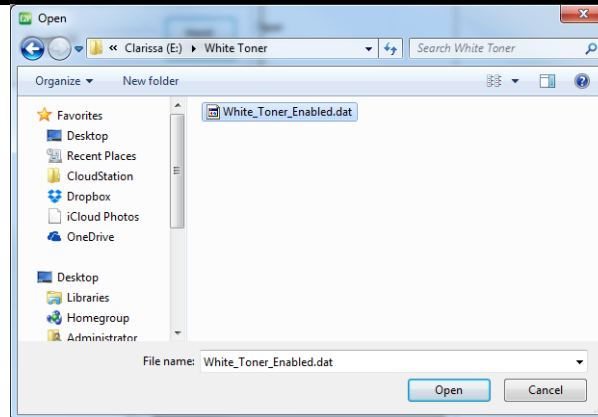 Open
« Clarissa (E:) ▸ White Toner
Search White Toner
Organize
New folder
Favorites
Desktop
Recent Places
CloudStation
Dropbox
iCloud Photos
OneDrive
Desktop
Libraries
Homegroup
Administrator
White_Toner_Enabled.dat
File name: White_Toner_Enabled.dat
Open
Cancel